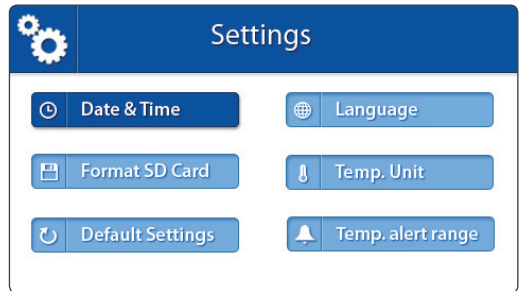 Settings
Date & Time
Language
Format SD Card
Temp. Unit
Default Settings
Temp. alert range